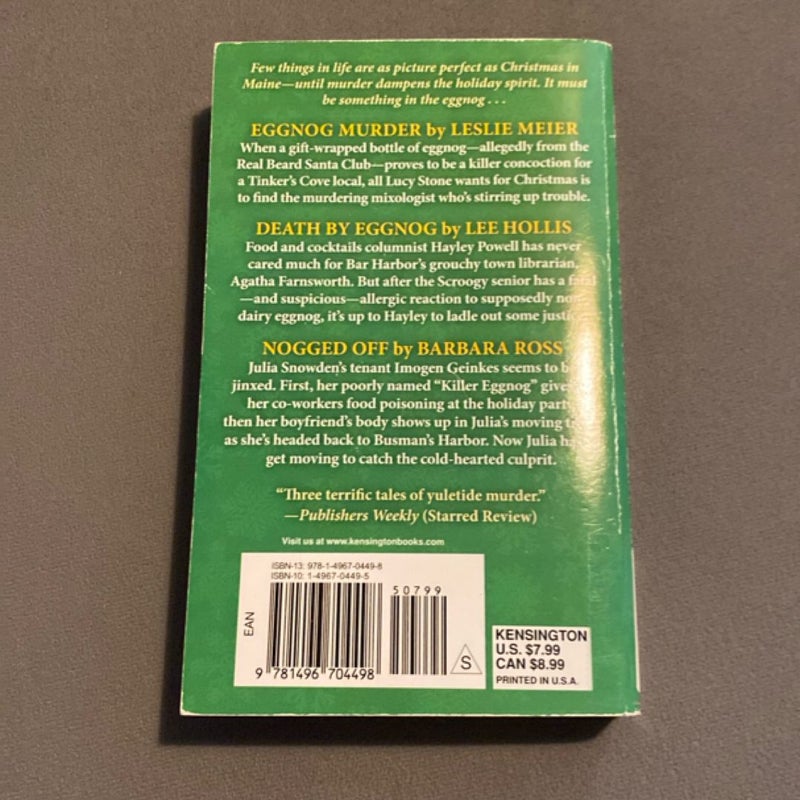 Few things in life are as picture perfect as Christmas in
Maine—until murder dampens the holiday spirit. It must
be something in the eggnog . . .
EGGNOG MURDER by LESLIE MEIER
When a gift-wrapped bottle of eggnog—allegedly from the
Real Beard Santa Club—proves to be a killer concoction for
a Tinker's Cove local, all Lucy Stone wants for Christmas is
to find the murdering mixologist who's stirring up trouble.
DEATH BY EGGNOG by LEE HOLLIS
Food and cocktails columnist Hayley Powell has never
cared much for Bar Harbor's grouchy town librarian,
Agatha Farnsworth. But after the Scroogy senior has a fatal
—and suspicious—allergic reaction to supposedly
dairy eggnog, it's up to Hayley to ladle out some
NOGGED OFF by BARBARA ROSS
Julia Snowden's tenant Imogen Geinkes seems to
jinxed. First, her poorly named "Killer Eggnog"
her co-workers food poisoning at the holiday
then her boyfriend's body shows up in Julia's moving
as she's headed back to Busman's Harbor. Now Julia
get moving to catch the cold-hearted culprit.
"Three terrific tales of yuletide murder."
—Publishers Weekly (Starred Review)
Visit us at www.kensingtonbooks.com
ISBN-13: 978-1-4967-0449-8
ISBN-10: 1-4967-0449-5
50799
EAN
9 781496 704498
S
KENSINGTON
U.S. $7.99
CAN $8.99
PRINTED IN U.S.A.